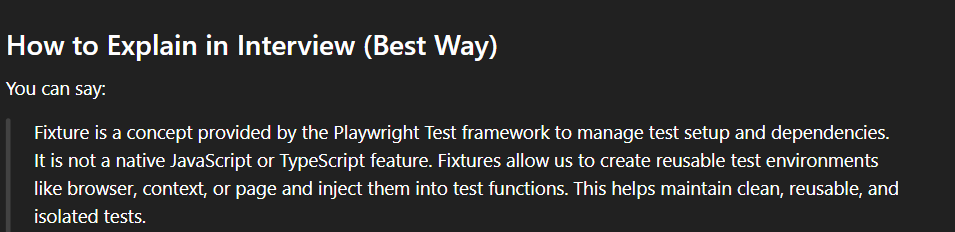 How to Explain in Interview (Best Way)
You can say:
Fixture is a concept provided by the Playwright Test framework to manage test setup and dependencies.
It is not a native JavaScript or TypeScript feature. Fixtures allow us to create reusable test environments
like browser, context, or page and inject them into test functions. This helps maintain clean, reusable, and
isolated tests.